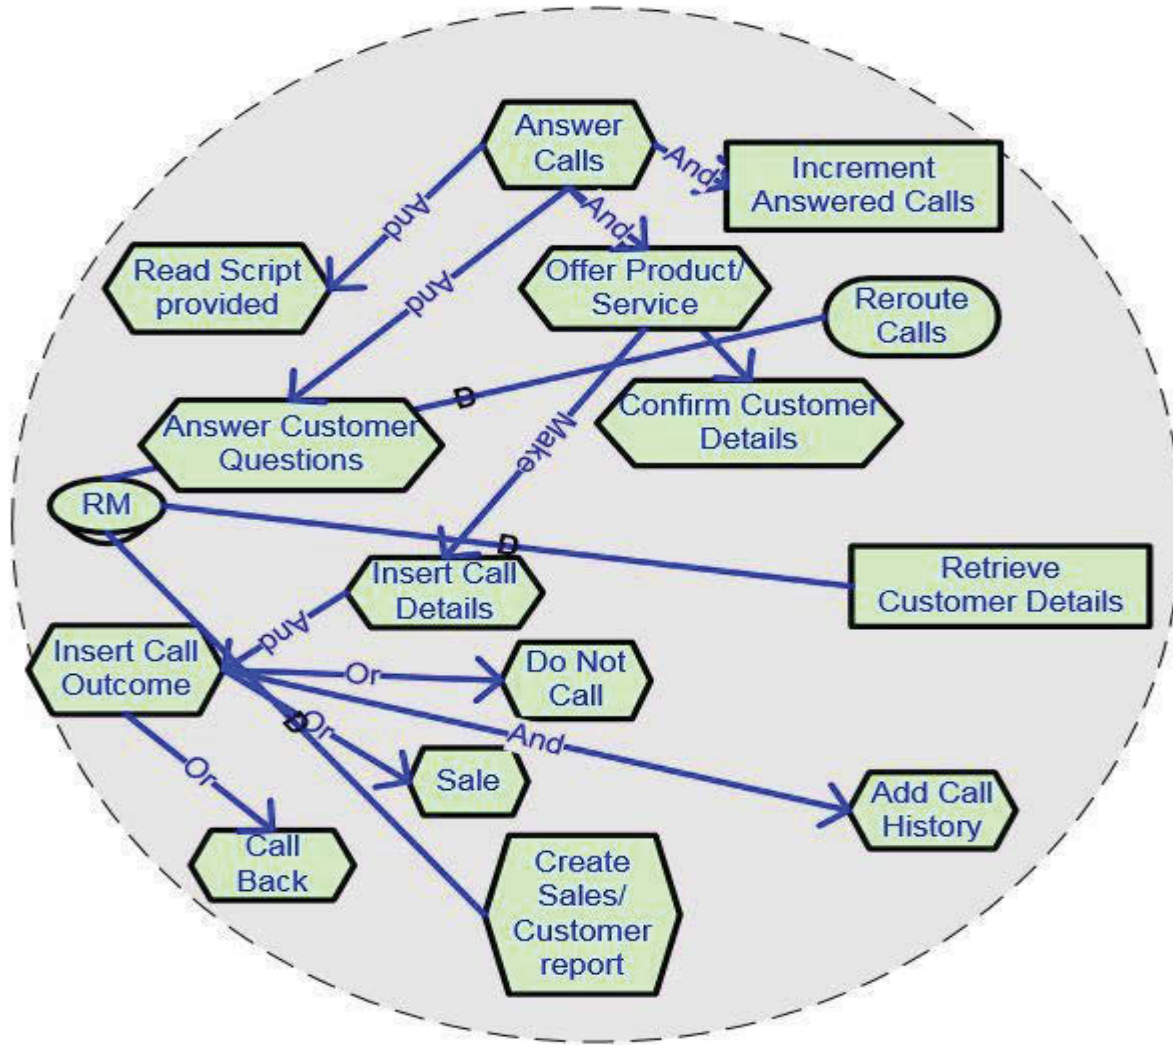 Answer
Calls
And
Increment
Answered Calls
And
And
And
Read Script
provided
Offer Product/
Service
Reroute
Calls
D
Confirm Customer
Details
Answer Customer
Questions
Make
RM
D
Insert Call
Details
Retrieve
Customer Details
And
Insert Call
Outcome
Or
Do Not
Call
D
Or
And
Or
Sale
Add Call
History
Call
Back
Create
Sales/
Customer
report